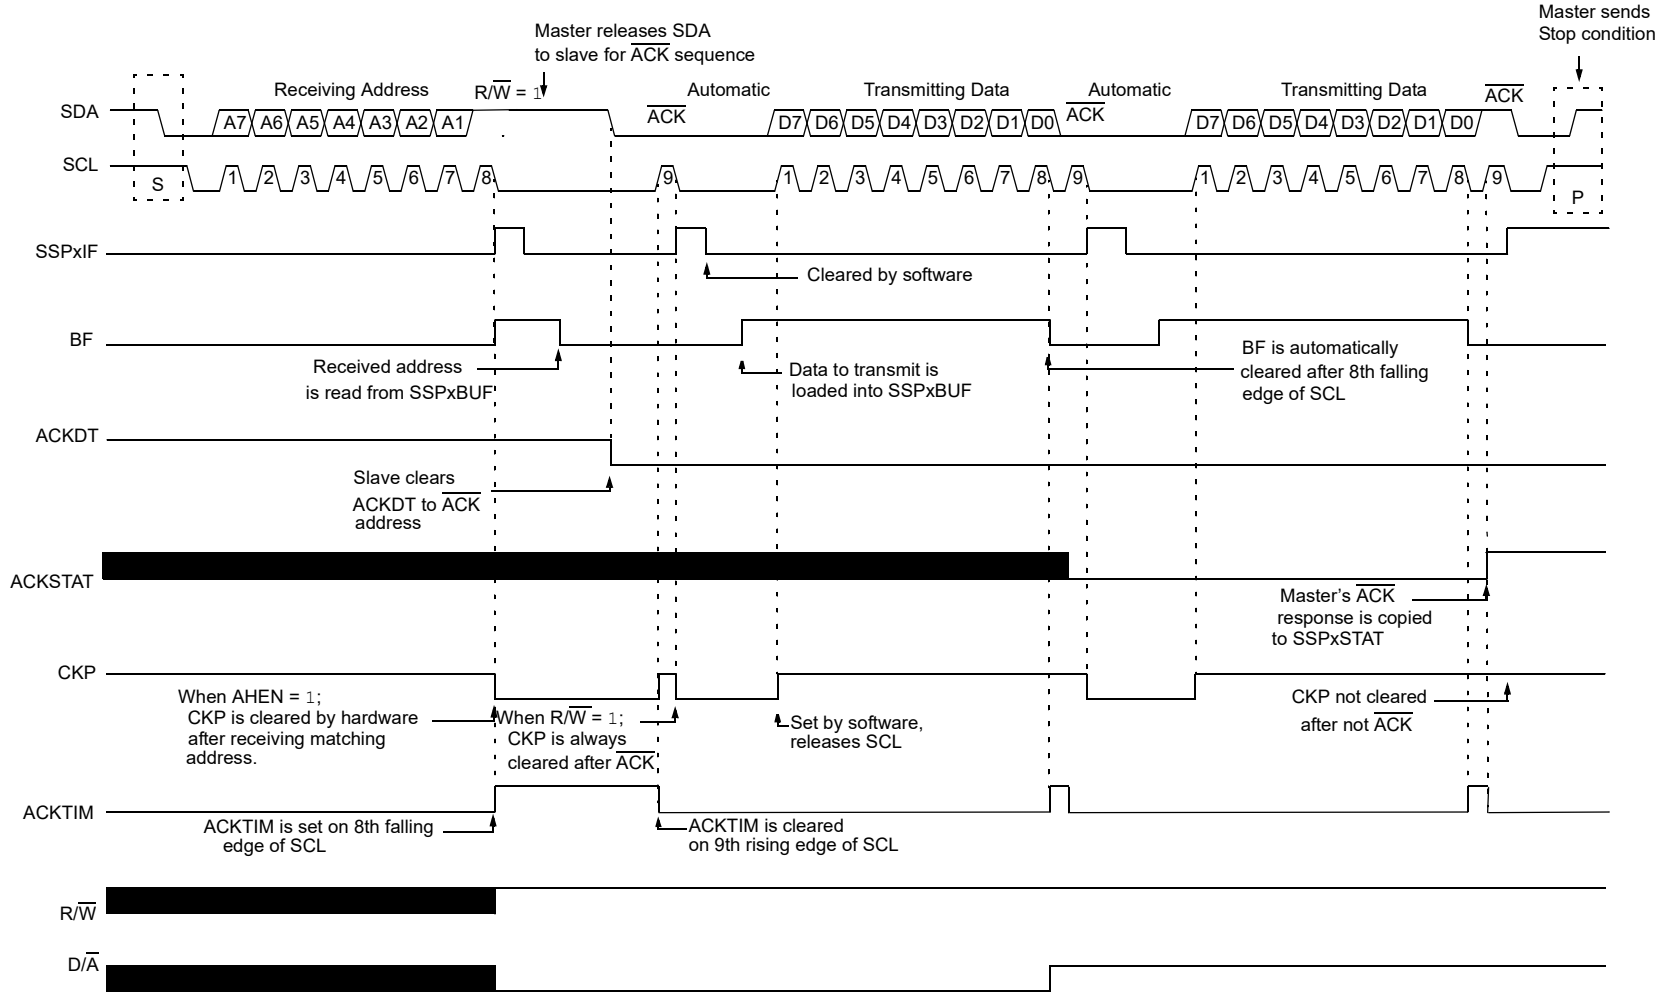 Master sends
Stop condition
Master releases SDA
to slave for ACK sequence
Receiving Address
R/W = 1
Automatic
Transmitting Data
Automatic
Transmitting Data
ACK
SDA
A7 A6 A5 A4 A3 A2 A1
ACK
D7 D6 D5 D4 D3 D2 D1 D0
ACK
D7 D6 D5 D4 D3 D2 D1 D0
SCL
S
1 2 3 4 5 6 7 8
9
1 2 3 4 5 6 7 8 9
1 2 3 4 5 6 7 8 9
P
SSPxIF
Cleared by software
BF
Received address
is read from SSPxBUF
Data to transmit is
loaded into SSPxBUF
BF is automatically
cleared after 8th falling
edge of SCL
ACKDT
Slave clears
ACKDT to ACK
address
ACKSTAT
Master’s ACK
response is copied
to SSPxSTAT
CKP
When AHEN = 1;
CKP is cleared by hardware
after receiving matching
address.
When R/W = 1;
CKP is always
cleared after ACK
Set by software,
releases SCL
CKP not cleared
after not ACK
ACKTIM
ACKTIM is set on 8th falling
edge of SCL
ACKTIM is cleared
on 9th rising edge of SCL
R/W
D/A